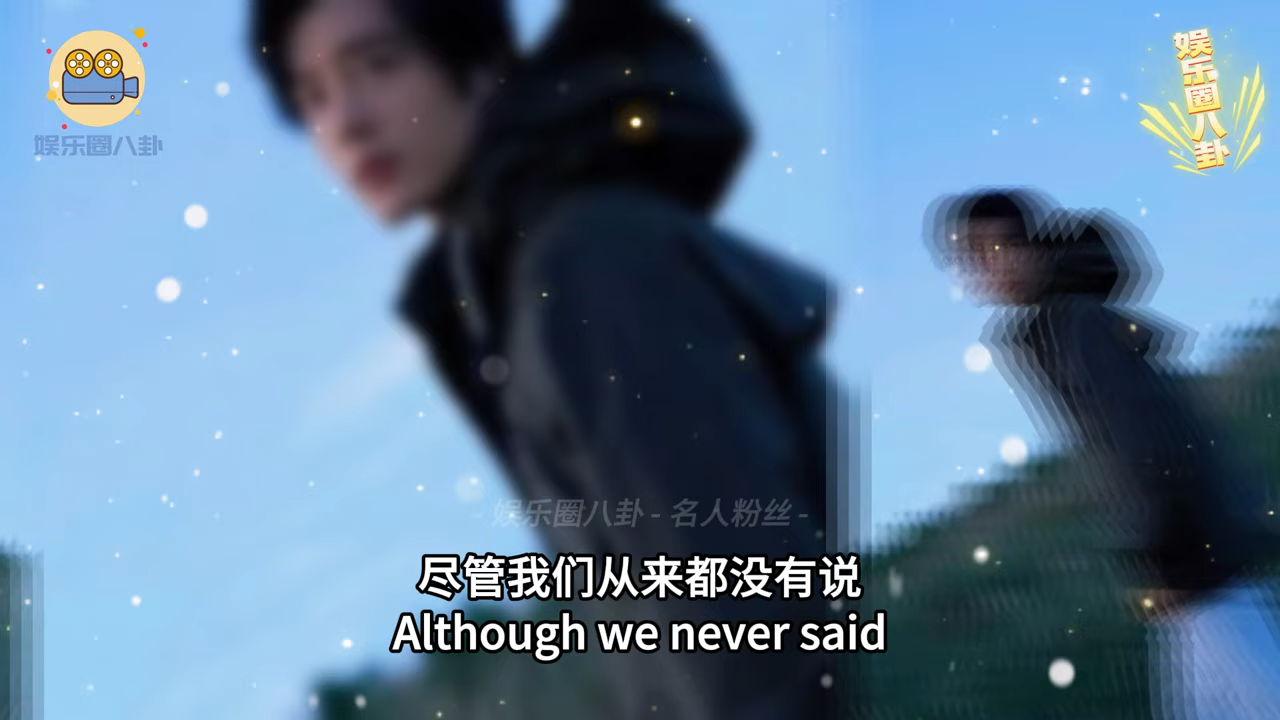 娱乐圈八卦
娱乐圈八卦
- 娱乐圈八卦 - 名人粉丝 -
尽管我们从来都没有说
Although we never said